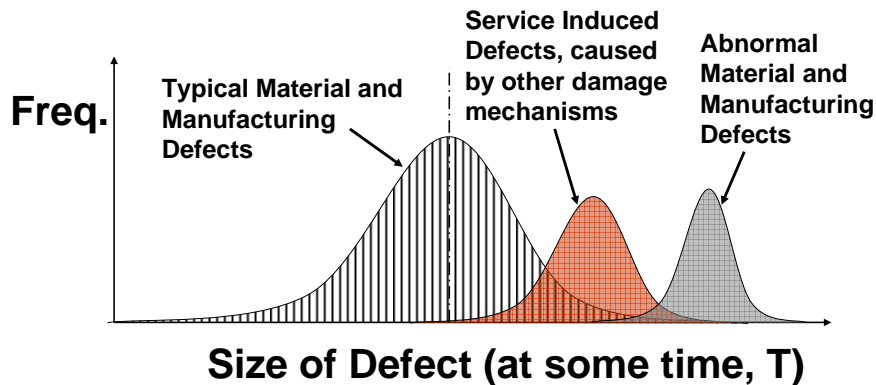 Freq.
Typical Material and
Manufacturing
Defects
Service Induced
Defects, caused
by other damage
mechanisms
Abnormal
Material and
Manufacturing
Defects
Size of Defect (at some time, T)